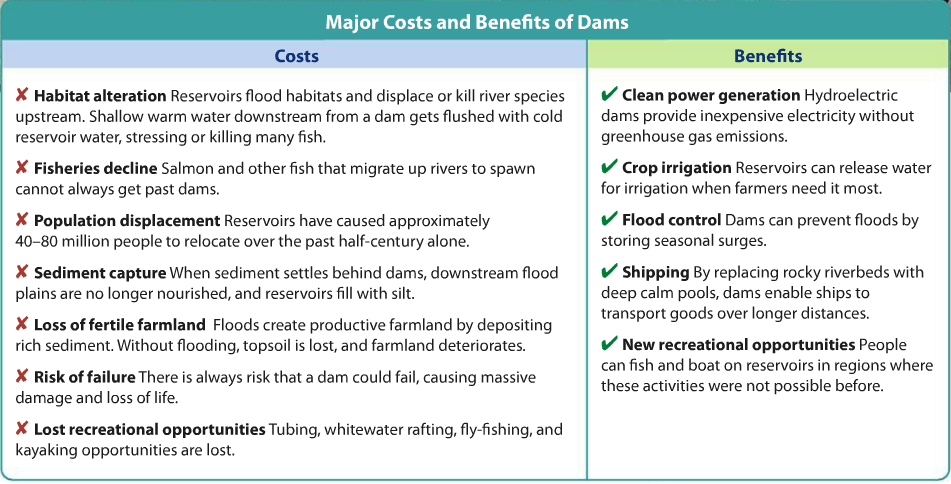 Major Costs and Benefits of Dams
Costs
✘ Habitat alteration Reservoirs flood habitats and displace or kill river species
upstream. Shallow warm water downstream from a dam gets flushed with cold
reservoir water, stressing or killing many fish.
✘ Fisheries decline Salmon and other fish that migrate up rivers to spawn
cannot always get past dams.
✘ Population displacement Reservoirs have caused approximately
40–80 million people to relocate over the past half-century alone.
✘ Sediment capture When sediment settles behind dams, downstream flood
plains are no longer nourished, and reservoirs fill with silt.
✘ Loss of fertile farmland Floods create productive farmland by depositing
rich sediment. Without flooding, topsoil is lost, and farmland deteriorates.
✘ Risk of failure There is always risk that a dam could fail, causing massive
damage and loss of life.
✘ Lost recreational opportunities Tubing, whitewater rafting, fly-fishing, and
kayaking opportunities are lost.
Benefits
✔ Clean power generation Hydroelectric
dams provide inexpensive electricity without
greenhouse gas emissions.
✔ Crop irrigation Reservoirs can release water
for irrigation when farmers need it most.
✔ Flood control Dams can prevent floods by
storing seasonal surges.
✔ Shipping By replacing rocky riverbeds with
deep calm pools, dams enable ships to
transport goods over longer distances.
✔ New recreational opportunities People
can fish and boat on reservoirs in regions where
these activities were not possible before.